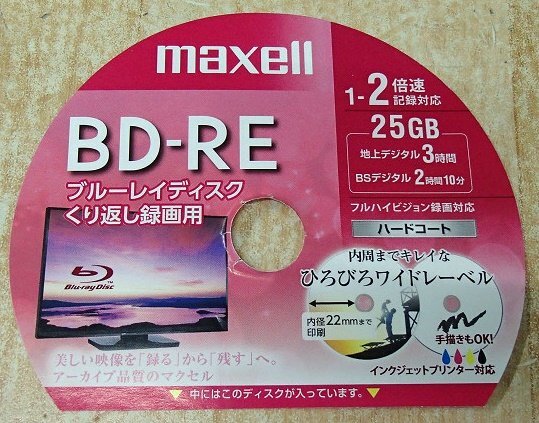 maxell
1-2倍速
記録対応
BD-RE
25GB
地上デジタル3時間
BSデジタル2時間10分
ブルーレイディスク
くり返し録画用
フルハイビジョン録画対応
ハードコート
内周までキレイな
ひろびろワイドレーベル
Blu-ray Disc
TM
内径22mmまで
印刷
手描きもOK!
インクジェットプリンター対応
美しい映像を「録る」から「残す」へ。
アーカイブ品質のマクセル
▼ 中にはこのディスクが入っています。▼